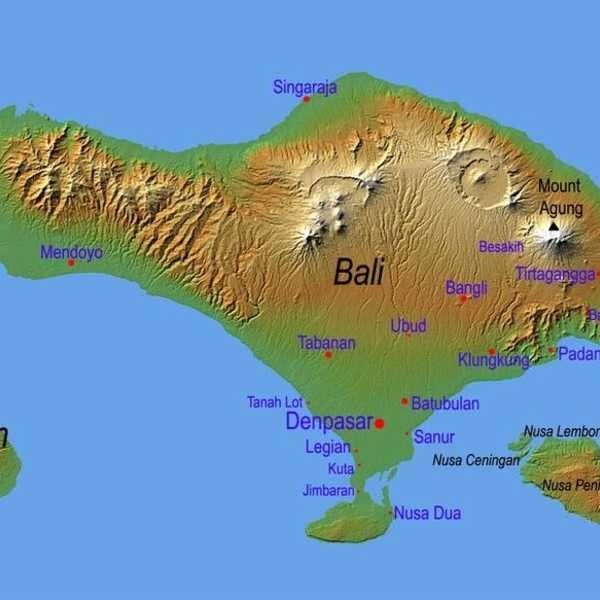 Singaraja
Mount
Agung
Besakih
Mendoyo
Bali
Tirtagangga
Bangli
Ubud
Tabanan
Klungkung
Padan
Tanah Lot
Batubulan
Denpasar
Sanur
Nusa Lembon
Legian
Nusa Ceningan
Kuta
Jimbaran
Nusa Peni
Nusa Dua